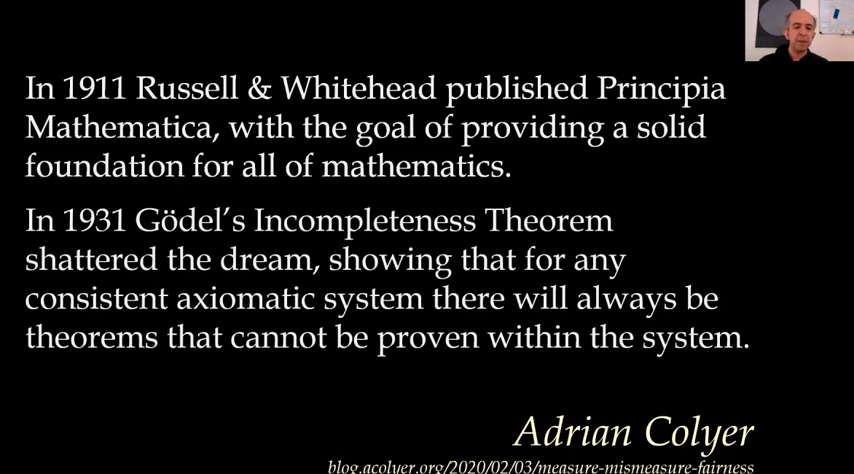 In 1911 Russell & Whitehead published Principia
Mathematica, with the goal of providing a solid
foundation for all of mathematics.
In 1931 Gödel's Incompleteness Theorem
shattered the dream, showing that for any
consistent axiomatic system there will always be
theorems that cannot be proven within the system.
Adrian Colyer
blog.acolyer.org/2020/02/03/measure-mismeasure-fairness